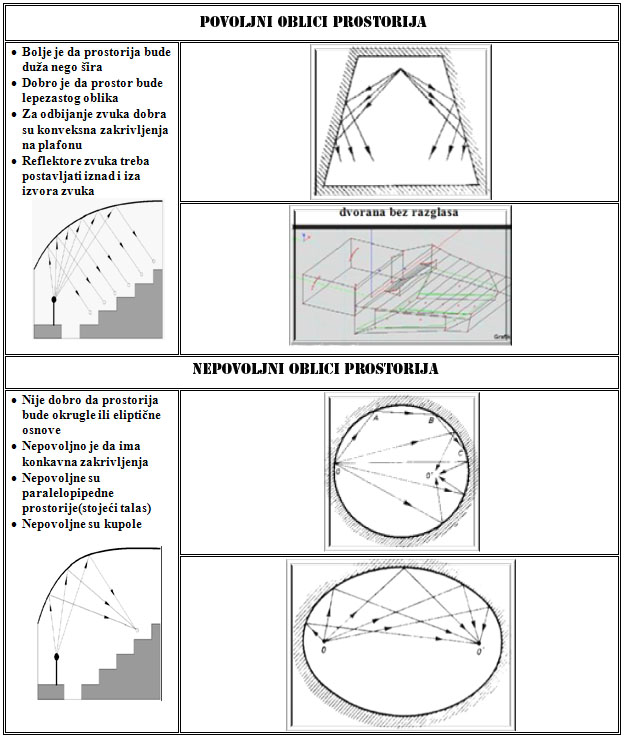 POVOLJNI OBLICI PROSTORIJA
• Bolje je da prostorija bude
duža nego šira
• Dobro je da prostor bude
lepezastog oblika
• Za odbijanje zvuka dobra
su konveksna zakrivljenja
na plafonu
• Reflektore zvuka treba
postavljati iznad i iza
izvora zvuka
dvorana bez razglasa
NEPOVOLJNI OBLICI PROSTORIJA
• Nije dobro da prostorija
bude okrugle ili eliptične
osnove
• Nepovoljno je da ima
konkavna zakrivljenja
• Nepovoljne su
paralelopipedne
prostorije(stojeći talas)
• Nepovoljne su kupole
A
B
C
O
O'
O
O'